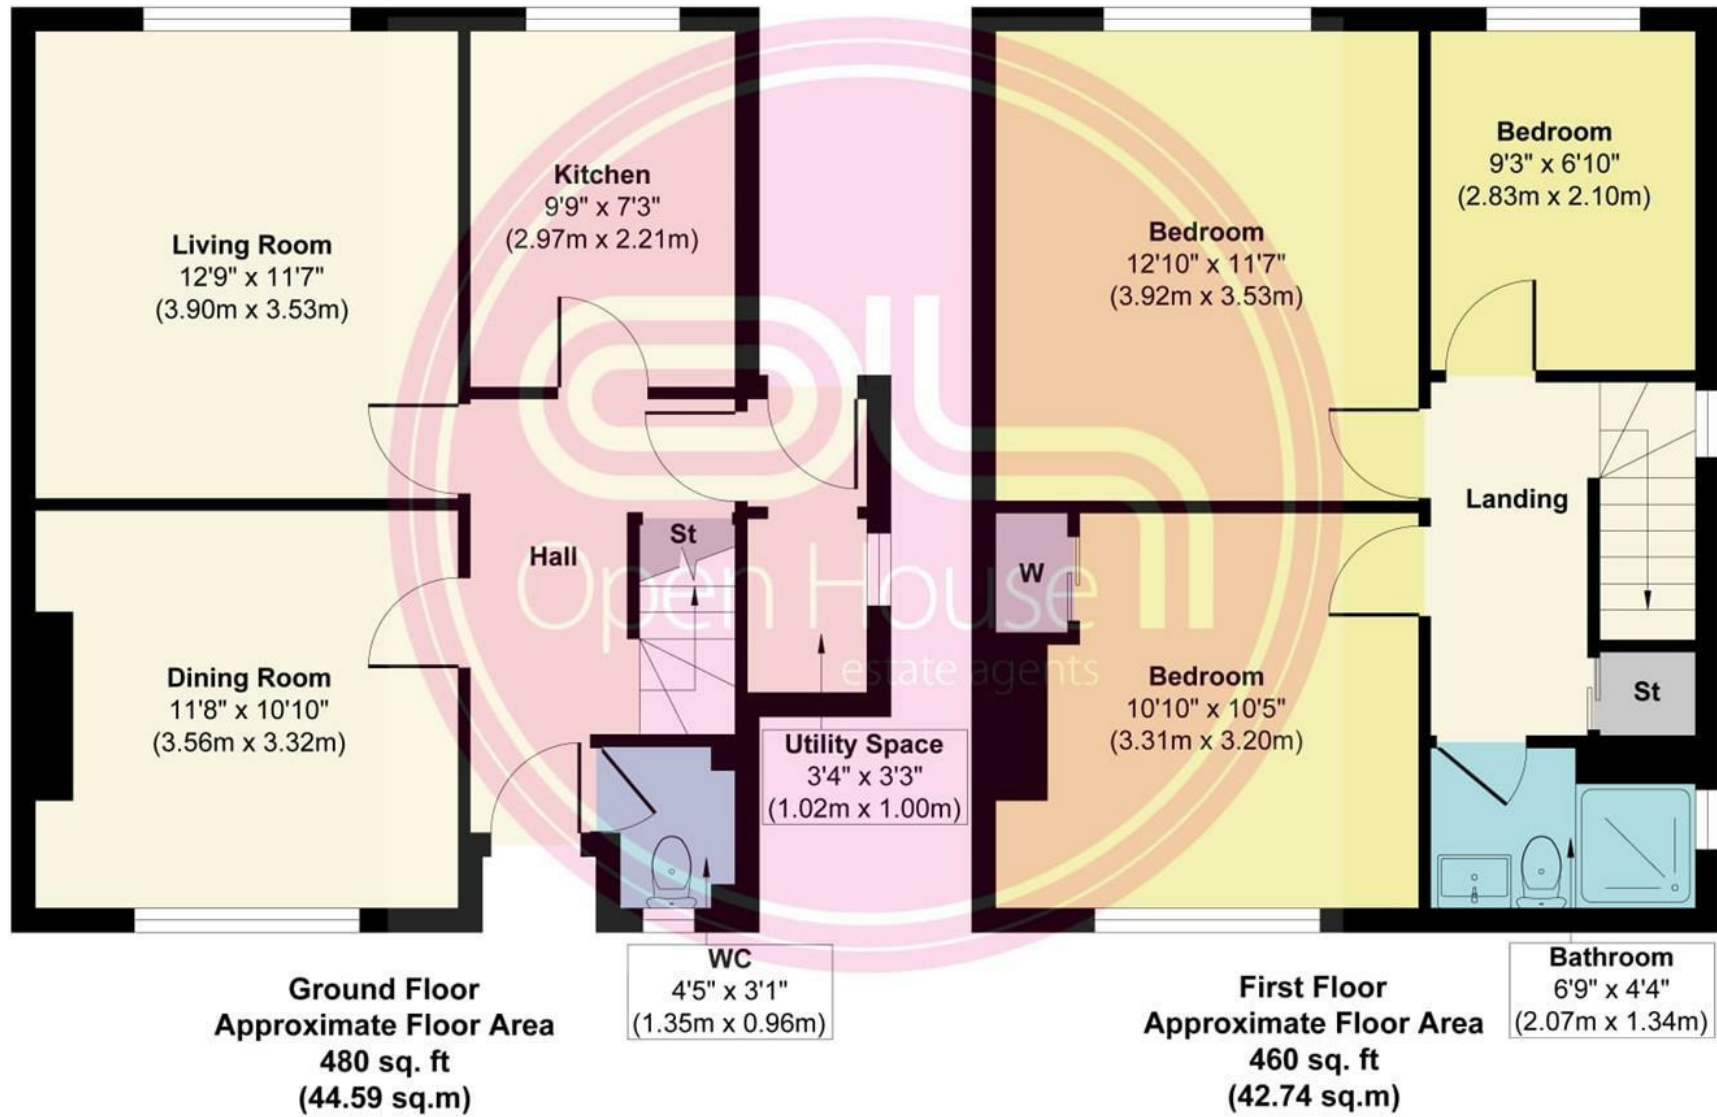 Living Room
12'9" x 11'7"
(3.90m x 3.53m)
Kitchen
9'9" x 7'3"
(2.97m x 2.21m)
Hall
St
Dining Room
11'8" x 10'10"
(3.56m x 3.32m)
Utility Space
3'4" x 3'3"
(1.02m x 1.00m)
WC
4'5" x 3'1"
(1.35m x 0.96m)
Ground Floor
Approximate Floor Area
480 sq. ft
(44.59 sq.m)
Open House
estate agents
Bedroom
12'10" x 11'7"
(3.92m x 3.53m)
Bedroom
9'3" x 6'10"
(2.83m x 2.10m)
Landing
W
Bedroom
10'10" x 10'5"
(3.31m x 3.20m)
St
Bathroom
6'9" x 4'4"
(2.07m x 1.34m)
First Floor
Approximate Floor Area
460 sq. ft
(42.74 sq.m)